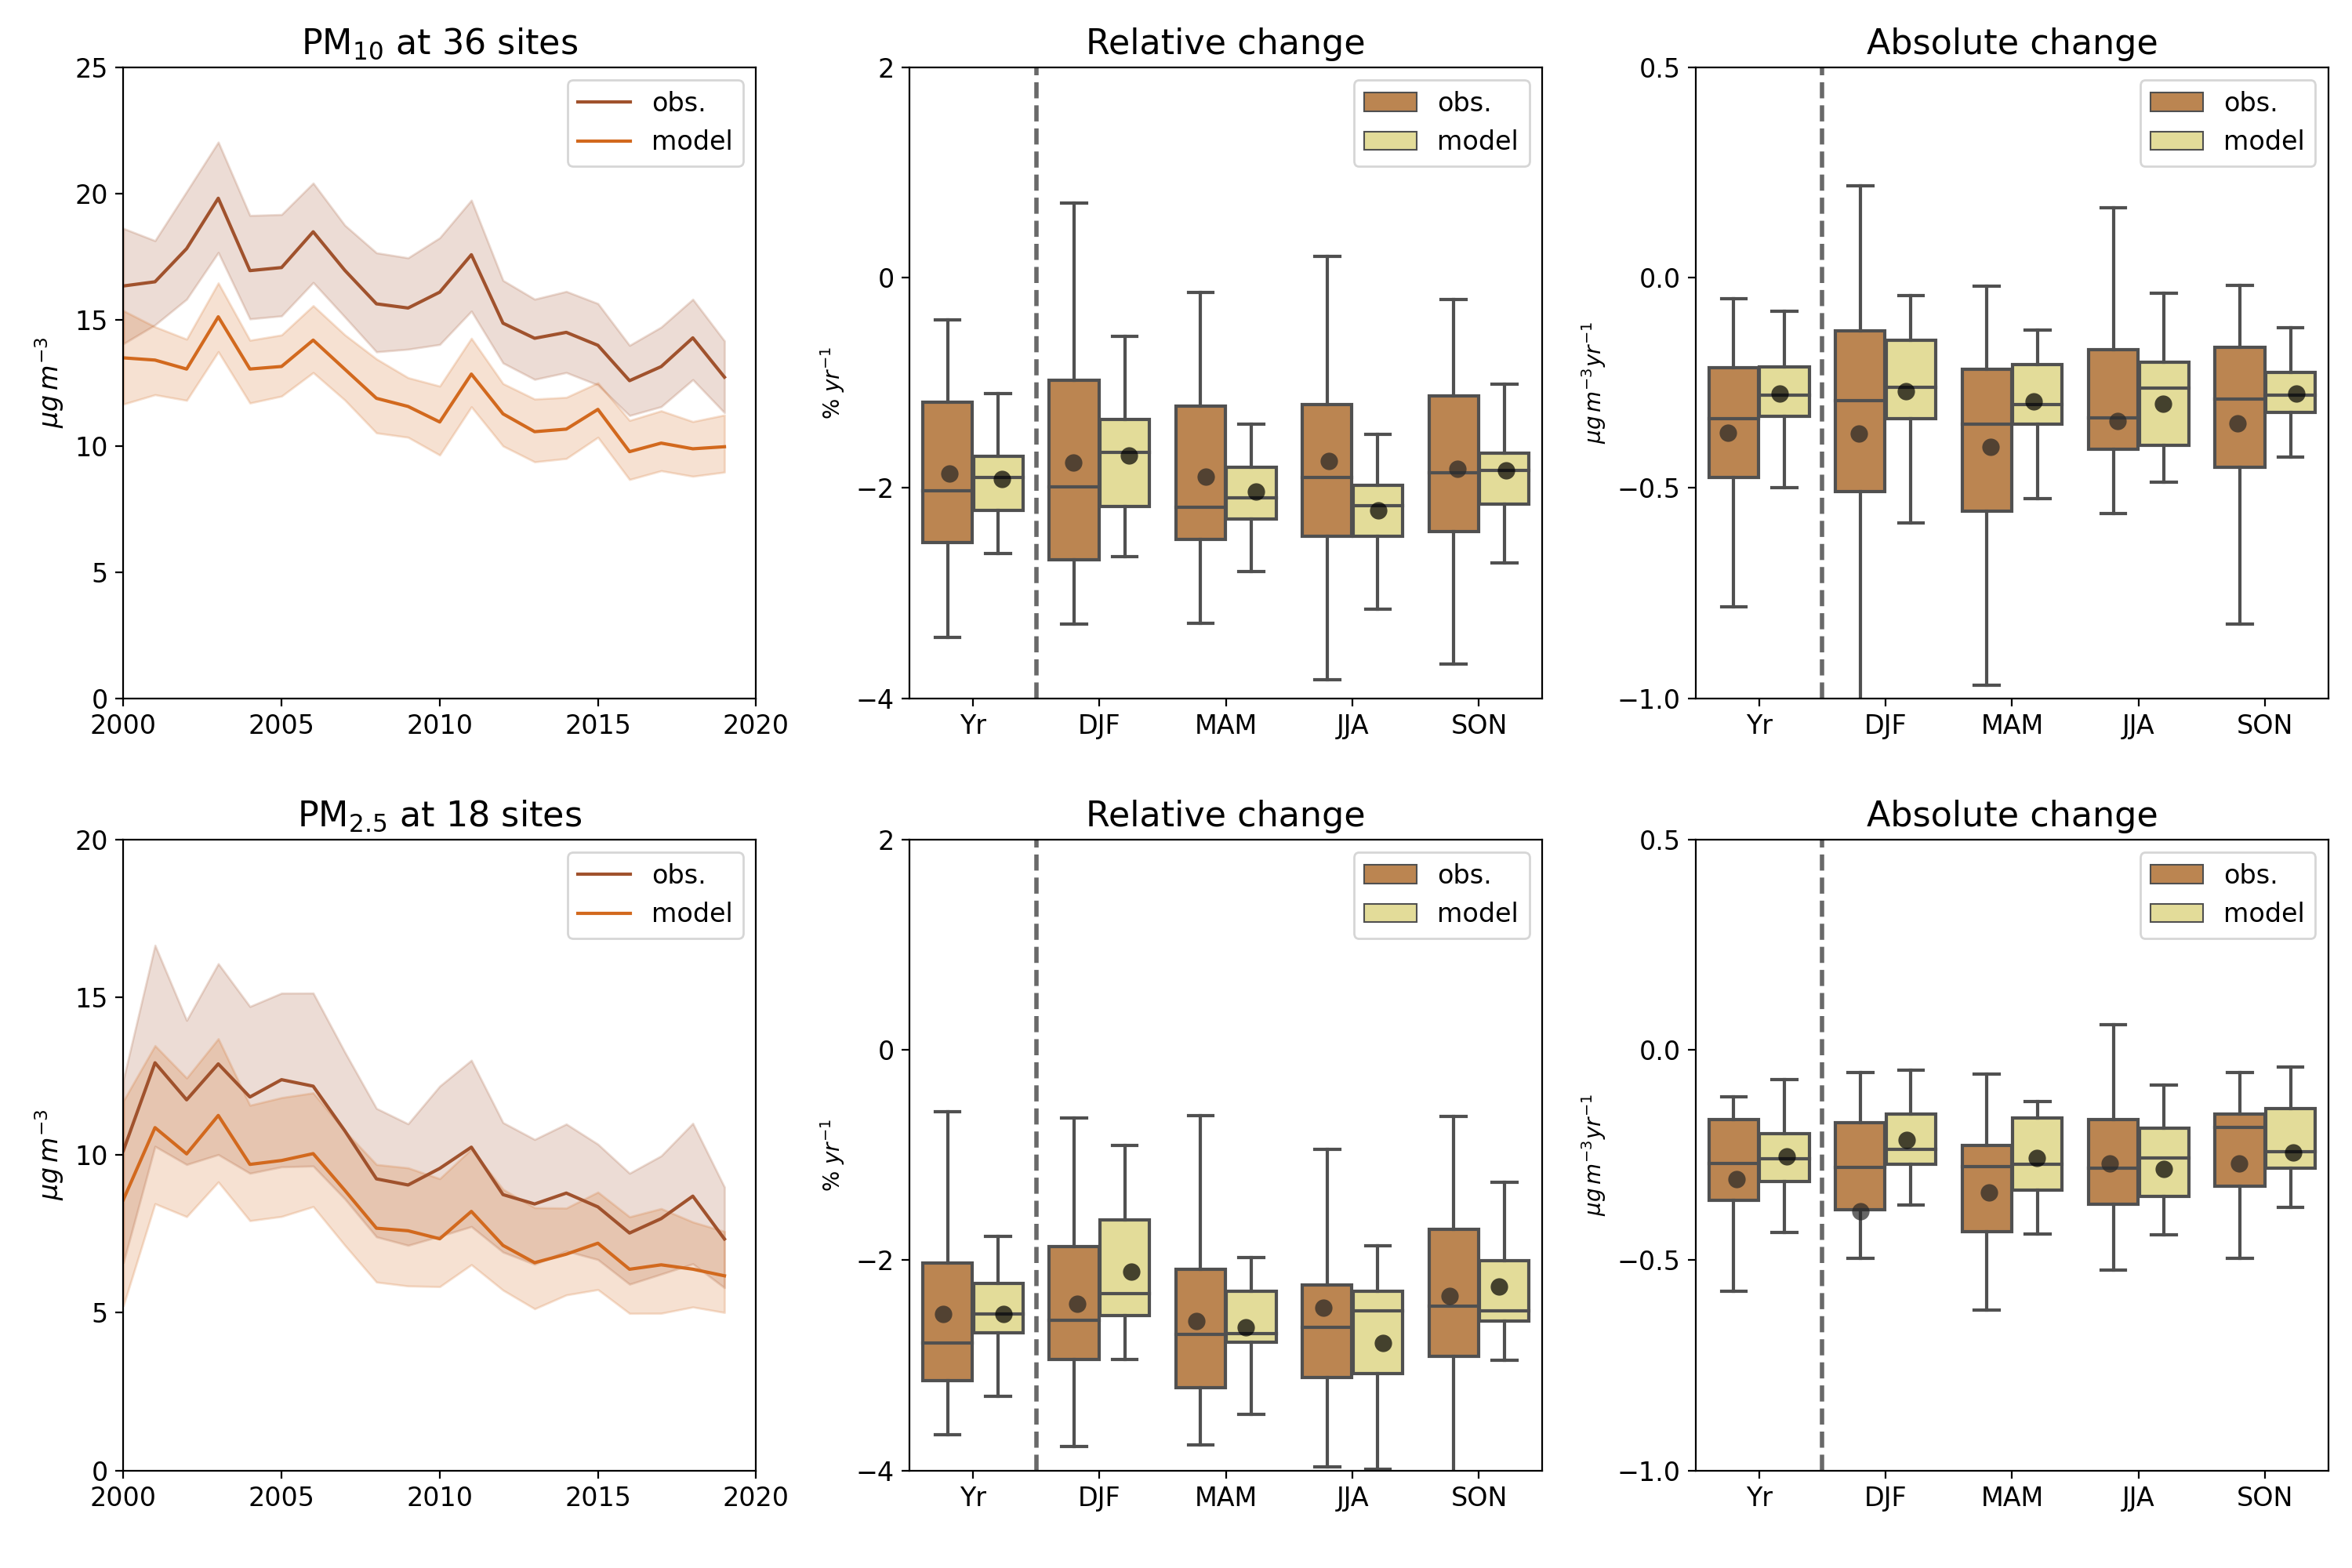 PM₁₀ at 36 sites
Relative change
Absolute change
25
20
15
10
5
0
μg m⁻³
2000
2005
2010
2015
2020
obs.
model
2
0
−2
−4
% yr⁻¹
Yr
DJF
MAM
JJA
SON
obs.
model
0.5
0.0
−0.5
−1.0
μg m⁻³yr⁻¹
Yr
DJF
MAM
JJA
SON
obs.
model
PM₂.₅ at 18 sites
Relative change
Absolute change
20
15
10
5
0
μg m⁻³
2000
2005
2010
2015
2020
obs.
model
2
0
−2
−4
% yr⁻¹
Yr
DJF
MAM
JJA
SON
obs.
model
0.5
0.0
−0.5
−1.0
μg m⁻³yr⁻¹
Yr
DJF
MAM
JJA
SON
obs.
model